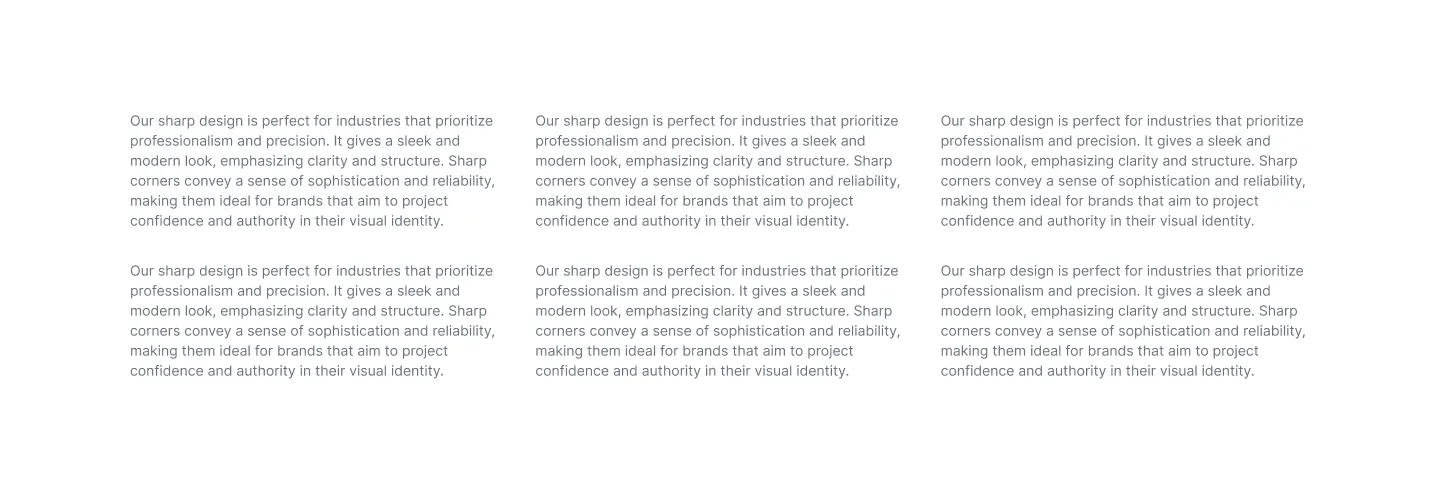 Our sharp design is perfect for industries that prioritize
professionalism and precision. It gives a sleek and
modern look, emphasizing clarity and structure. Sharp
corners convey a sense of sophistication and reliability,
making them ideal for brands that aim to project
confidence and authority in their visual identity.
Our sharp design is perfect for industries that prioritize
professionalism and precision. It gives a sleek and
modern look, emphasizing clarity and structure. Sharp
corners convey a sense of sophistication and reliability,
making them ideal for brands that aim to project
confidence and authority in their visual identity.
Our sharp design is perfect for industries that prioritize
professionalism and precision. It gives a sleek and
modern look, emphasizing clarity and structure. Sharp
corners convey a sense of sophistication and reliability,
making them ideal for brands that aim to project
confidence and authority in their visual identity.
Our sharp design is perfect for industries that prioritize
professionalism and precision. It gives a sleek and
modern look, emphasizing clarity and structure. Sharp
corners convey a sense of sophistication and reliability,
making them ideal for brands that aim to project
confidence and authority in their visual identity.
Our sharp design is perfect for industries that prioritize
professionalism and precision. It gives a sleek and
modern look, emphasizing clarity and structure. Sharp
corners convey a sense of sophistication and reliability,
making them ideal for brands that aim to project
confidence and authority in their visual identity.
Our sharp design is perfect for industries that prioritize
professionalism and precision. It gives a sleek and
modern look, emphasizing clarity and structure. Sharp
corners convey a sense of sophistication and reliability,
making them ideal for brands that aim to project
confidence and authority in their visual identity.